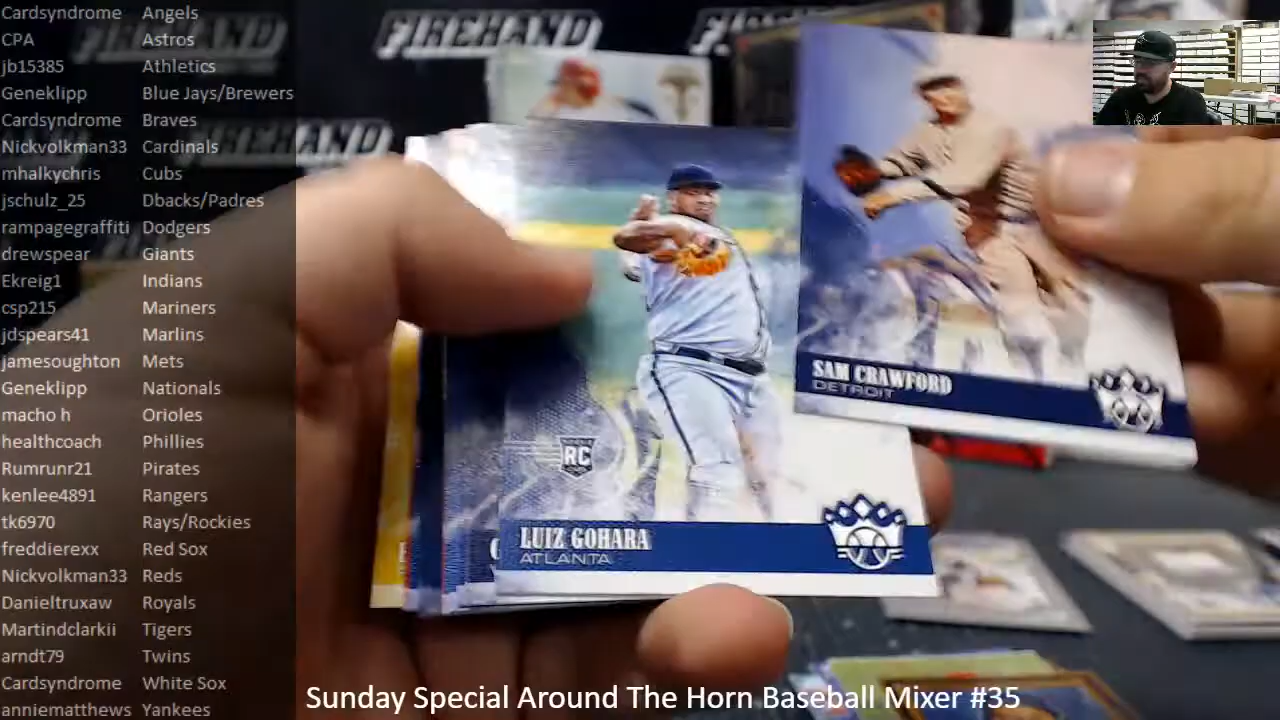 Cardsyndrome Angels
CPA Astros
jb15385 Athletics
Geneklipp Blue Jays/Brewers
Cardsyndrome Braves
Nickvolkman33 Cardinals
mhalkychris Cubs
jschulz_25 Dbacks/Padres
rampagegraffiti Dodgers
drewspear Giants
Ekreig1 Indians
csp215 Mariners
jdspears41 Marlins
jamesoughton Mets
Geneklipp Nationals
macho h Orioles
healthcoach Phillies
Rumrunr21 Pirates
kenlee4891 Rangers
tk6970 Rays/Rockies
freddierexx Red Sox
Nickvolkman33 Reds
Danieltruxaw Royals
Martindclarkii Tigers
arndt79 Twins
Cardsyndrome White Sox
anniematthews Yankees
FIREHAND FIREHAND
FIREHAND
SAM CRAWFORD
DETROIT
RC
LUIZ GOHARA
ATLANTA
Sunday Special Around The Horn Baseball Mixer #35